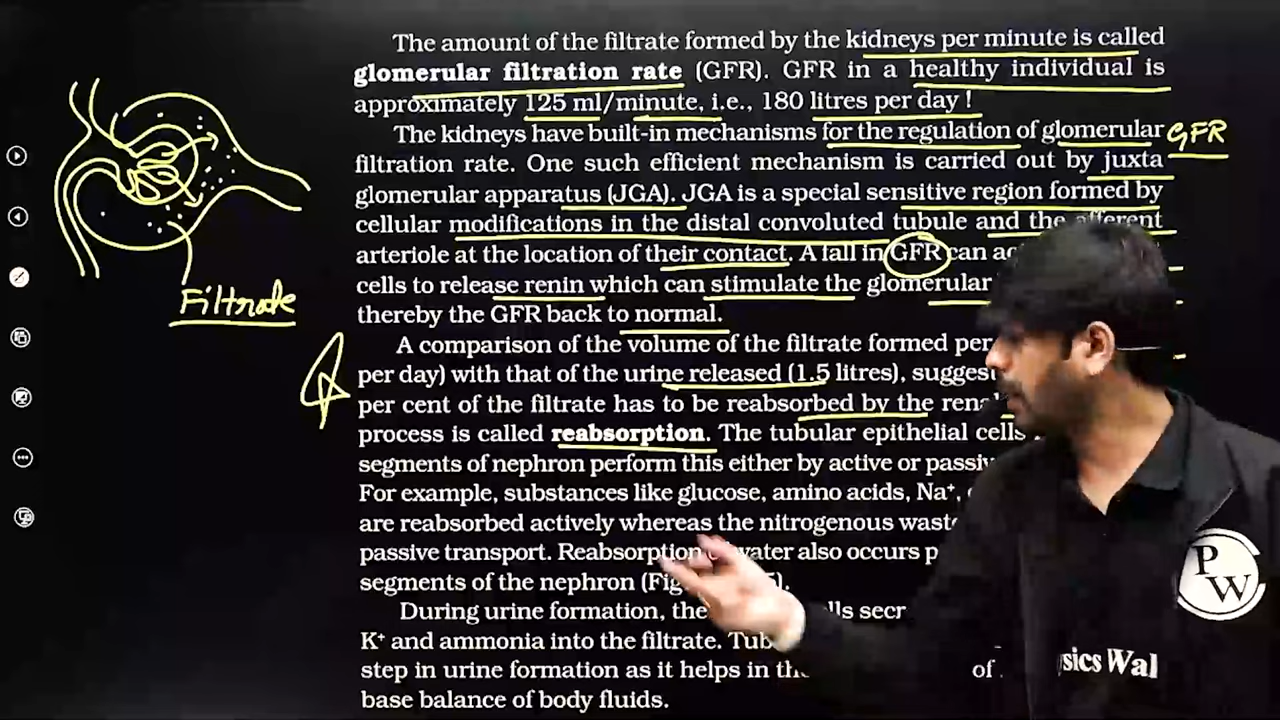 The amount of the filtrate formed by the kidneys per minute is called
glomerular filtration rate (GFR). GFR in a healthy individual is
approximately 125 ml/minute, i.e., 180 litres per day !
The kidneys have built-in mechanisms for the regulation of glomerular GFR
filtration rate. One such efficient mechanism is carried out by juxta
glomerular apparatus (JGA). JGA is a special sensitive region formed by
cellular modifications in the distal convoluted tubule and the afferent
arteriole at the location of their contact. A fall in GFR can
cells to release renin which can stimulate the glomerular
Filtrate
thereby the GFR back to normal.
A comparison of the volume of the filtrate formed per
per day) with that of the urine released (1.5 litres),
per cent of the filtrate has to be reabsorbed by the
process is called reabsorption. The tubular epithelial cells
segments of nephron perform this either by active or
For example, substances like glucose, amino acids, Na⁺,
are reabsorbed actively whereas the nitrogenous
passive transport. Reabsorption water also occurs
segments of the nephron
During urine formation, the
K⁺ and ammonia into the filtrate.
step in urine formation as it helps in of
base balance of body fluids.
PW